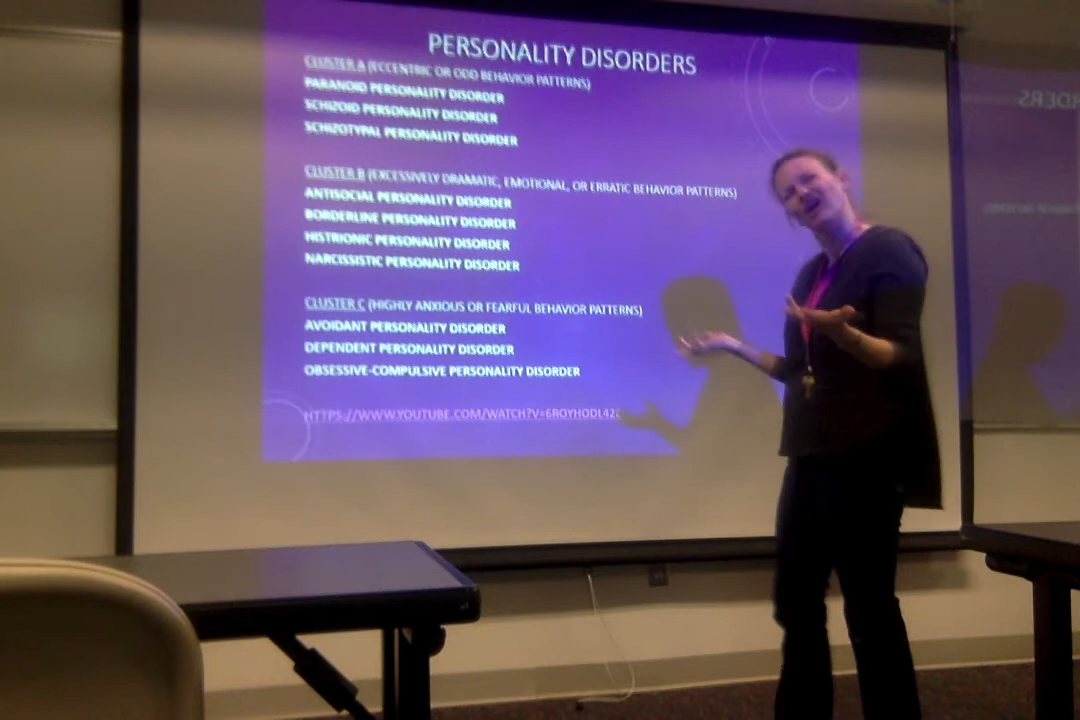 PERSONALITY DISORDERS
CLUSTER A (ECCENTRIC OR ODD BEHAVIOR PATTERNS)
PARANOID PERSONALITY DISORDER
SCHIZOID PERSONALITY DISORDER
SCHIZOTYPAL PERSONALITY DISORDER
CLUSTER B (EXCESSIVELY DRAMATIC, EMOTIONAL, OR ERRATIC BEHAVIOR PATTERNS)
ANTISOCIAL PERSONALITY DISORDER
BORDERLINE PERSONALITY DISORDER
HISTRIONIC PERSONALITY DISORDER
NARCISSISTIC PERSONALITY DISORDER
CLUSTER C (HIGHLY ANXIOUS OR FEARFUL BEHAVIOR PATTERNS)
AVOIDANT PERSONALITY DISORDER
DEPENDENT PERSONALITY DISORDER
OBSESSIVE-COMPULSIVE PERSONALITY DISORDER